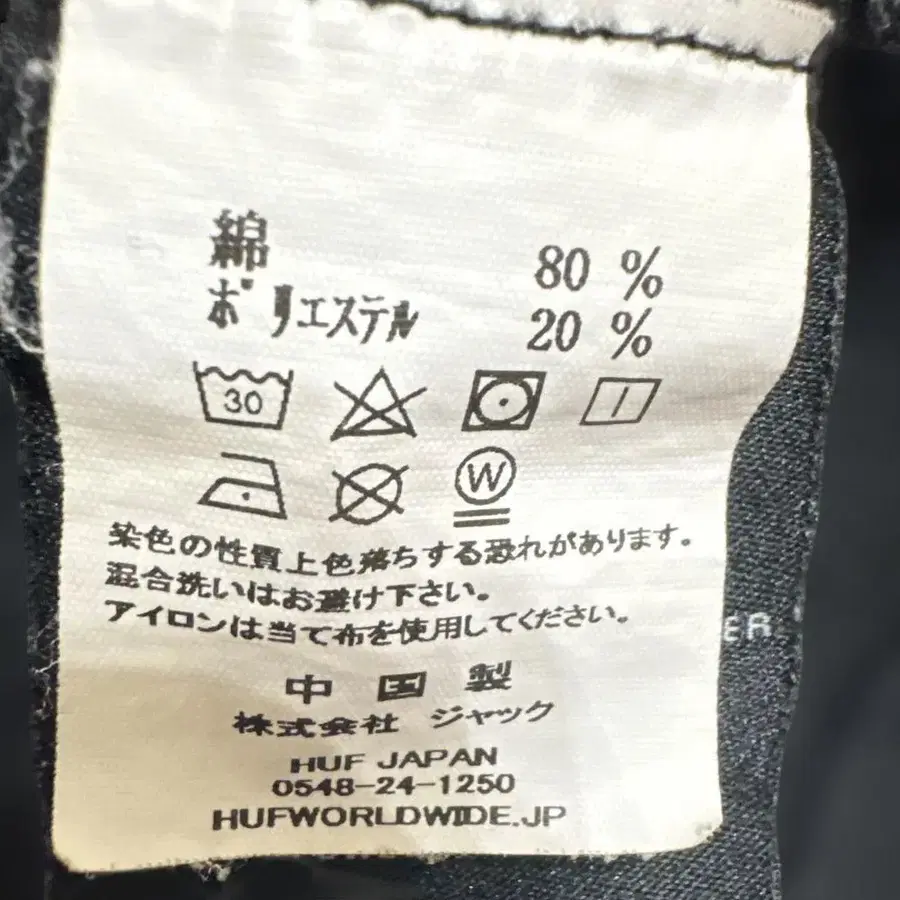 綿 80 %
ポリエステル 20 %
30
W
染色の性質上色落ちする恐れがあります。
混合洗いはお避け下さい。
アイロンは当て布を使用してください。
中国製
株式会社 ジャック
HUF JAPAN
0548-24-1250
HUFWORLDWIDE.JP
ER